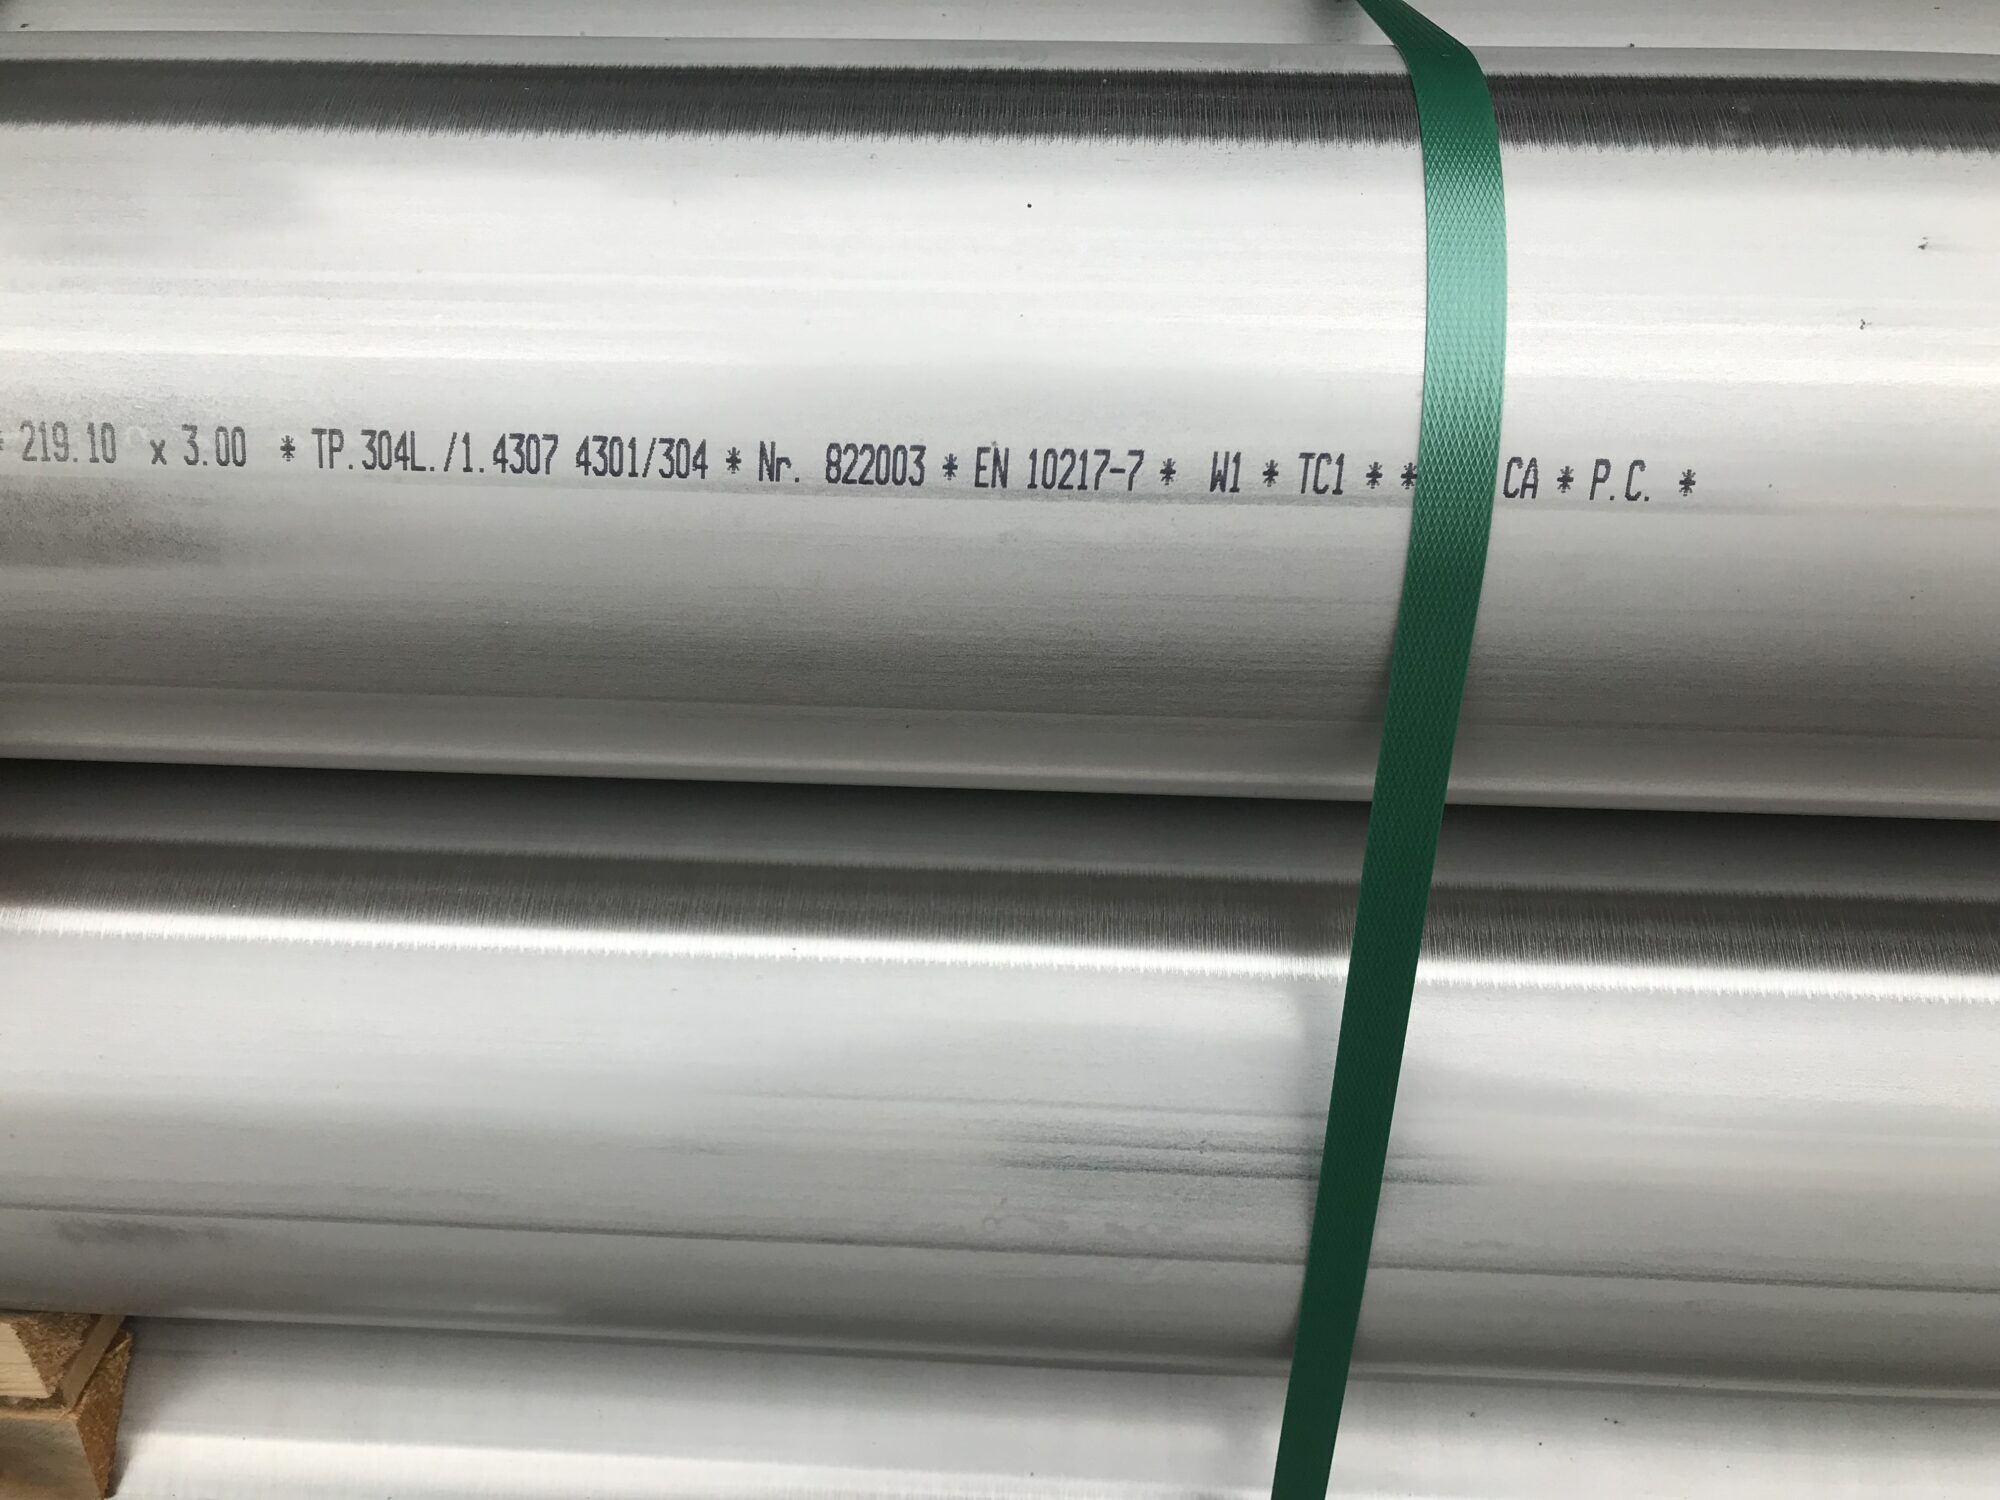 * 219.10 x 3.00 * TP.304L./1.4307 4301/304 * Nr. 822003 * EN 10217-7 * W1 * TC1 * * CA * P.C. *